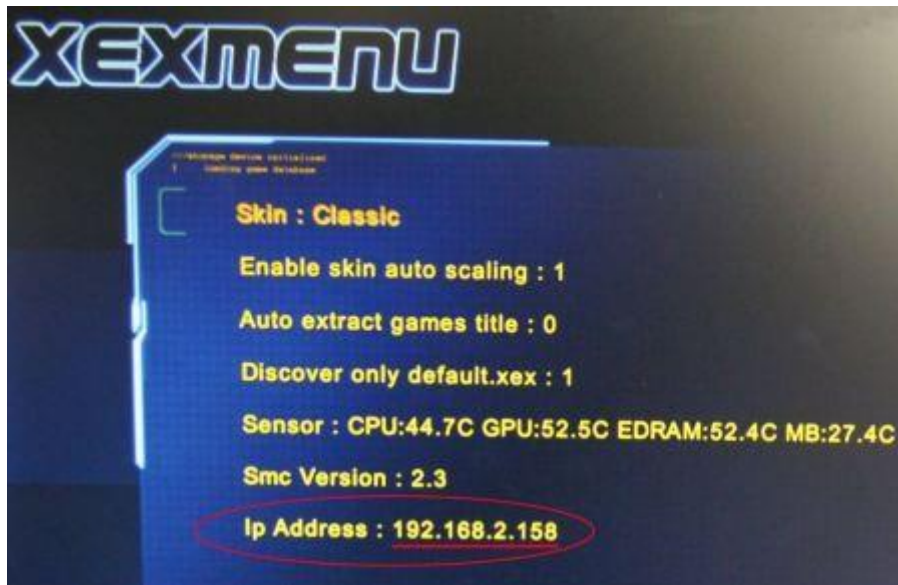 XEXMENU
Skin : Classic
Enable skin auto scaling : 1
Auto extract games title : 0
Discover only default.xex : 1
Sensor : CPU:44.7C GPU:52.5C EDRAM:52.4C MB:27.4C
Smc Version : 2.3
Ip Address : 192.168.2.158